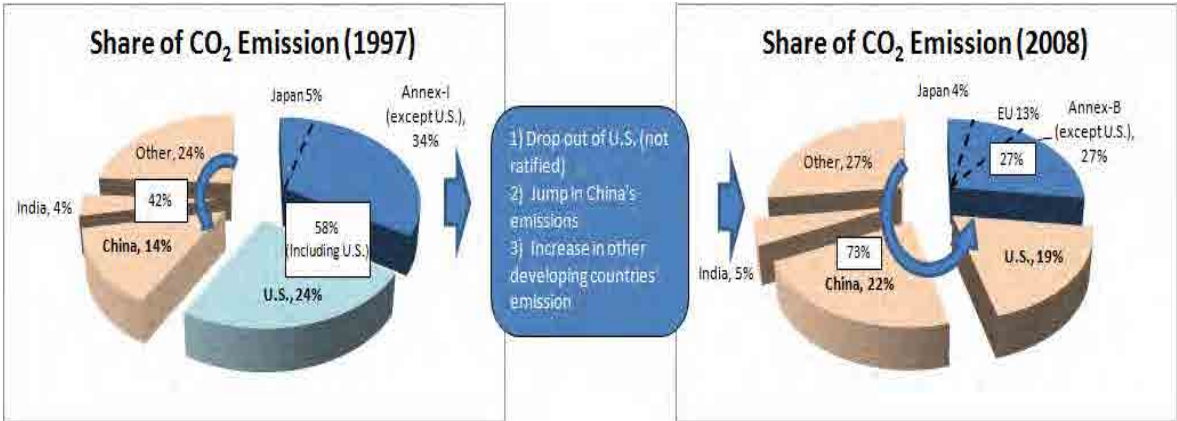 Share of CO₂ Emission (1997)
Japan 5%
Annex-I
(except U.S.),
34%
Other, 24%
India, 4%
42%
China, 14%
58%
(Including U.S.)
U.S., 24%
1) Drop out of U.S. (not
ratified)
2) Jump in China's
emissions
3) Increase in other
developing countries
emission
Share of CO₂ Emission (2008)
Japan 4%
EU 13%
Annex-B
(except U.S.),
27%
27%
Other, 27%
India, 5%
73%
China, 22%
U.S., 19%